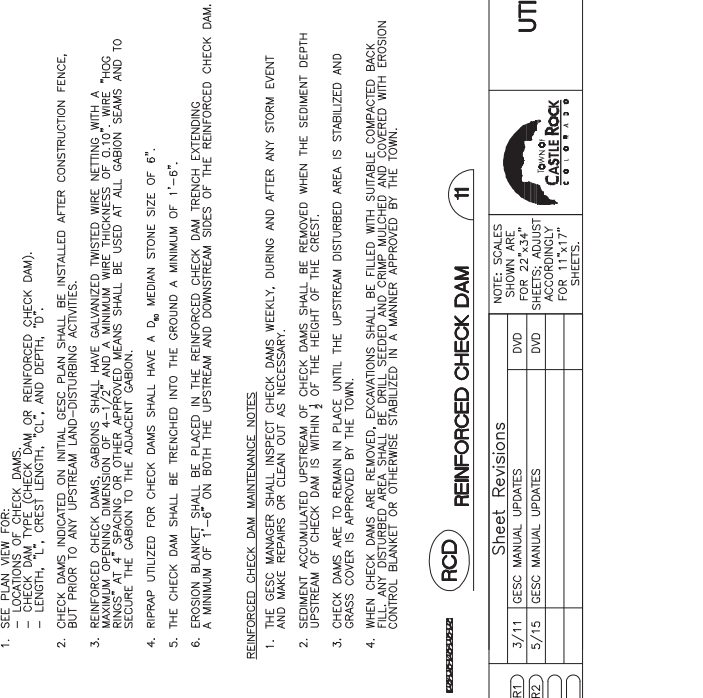 1. SEE PLAN VIEW FOR:
- LOCATIONS OF CHECK DAMS.
- CHECK DAM TYPE (CHECK DAM OR REINFORCED CHECK DAM).
- LENGTH, "L", CREST LENGTH, "CL", AND DEPTH, "D".
2. CHECK DAMS INDICATED ON INITIAL GESC PLAN SHALL BE INSTALLED AFTER CONSTRUCTION FENCE,
BUT PRIOR TO ANY UPSTREAM LAND-DISTURBING ACTIVITIES.
3. REINFORCED CHECK DAMS, GABIONS SHALL HAVE GALVANIZED TWISTED WIRE NETTING WITH A
MAXIMUM OPENING DIMENSION OF 4-1/2" AND A MINIMUM WIRE THICKNESS OF 0.10". WIRE "HOG
RINGS" AT 4" SPACING OR OTHER APPROVED MEANS SHALL BE USED AT ALL GABION SEAMS AND TO
SECURE THE GABION TO THE ADJACENT GABION.
4. RIPRAP UTILIZED FOR CHECK DAMS SHALL HAVE A D50 MEDIAN STONE SIZE OF 6".
5. THE CHECK DAM SHALL BE TRENCHED INTO THE GROUND A MINIMUM OF 1'-6".
6. EROSION BLANKET SHALL BE PLACED IN THE REINFORCED CHECK DAM TRENCH EXTENDING
A MINIMUM OF 1'-6" ON BOTH THE UPSTREAM AND DOWNSTREAM SIDES OF THE REINFORCED CHECK DAM.
REINFORCED CHECK DAM MAINTENANCE NOTES
1. THE GESC MANAGER SHALL INSPECT CHECK DAMS WEEKLY, DURING AND AFTER ANY STORM EVENT
AND MAKE REPAIRS OR CLEAN OUT AS NECESSARY.
2. SEDIMENT ACCUMULATED UPSTREAM OF CHECK DAMS SHALL BE REMOVED WHEN THE SEDIMENT DEPTH
UPSTREAM OF CHECK DAM IS WITHIN ½ OF THE HEIGHT OF THE CREST.
3. CHECK DAMS ARE TO REMAIN IN PLACE UNTIL THE UPSTREAM DISTURBED AREA IS STABILIZED AND
GRASS COVER IS APPROVED BY THE TOWN.
4. WHEN CHECK DAMS ARE REMOVED, EXCAVATIONS SHALL BE FILLED WITH SUITABLE COMPACTED BACK
FILL. ANY DISTURBED AREA SHALL BE DRILL SEEDED AND CRIMP MULCHED AND COVERED WITH EROSION
CONTROL BLANKET OR OTHERWISE STABILIZED IN A MANNER APPROVED BY THE TOWN.
RCD REINFORCED CHECK DAM 11
Sheet Revisions
R1 3/11 GESC MANUAL UPDATES DVD
R2 5/15 GESC MANUAL UPDATES DVD
NOTE: SCALES
SHOWN ARE
FOR 22"x34"
SHEETS; ADJUST
ACCORDINGLY
FOR 11"x17"
SHEETS.
TOWN OF
CASTLE ROCK
COLORADO
UTI